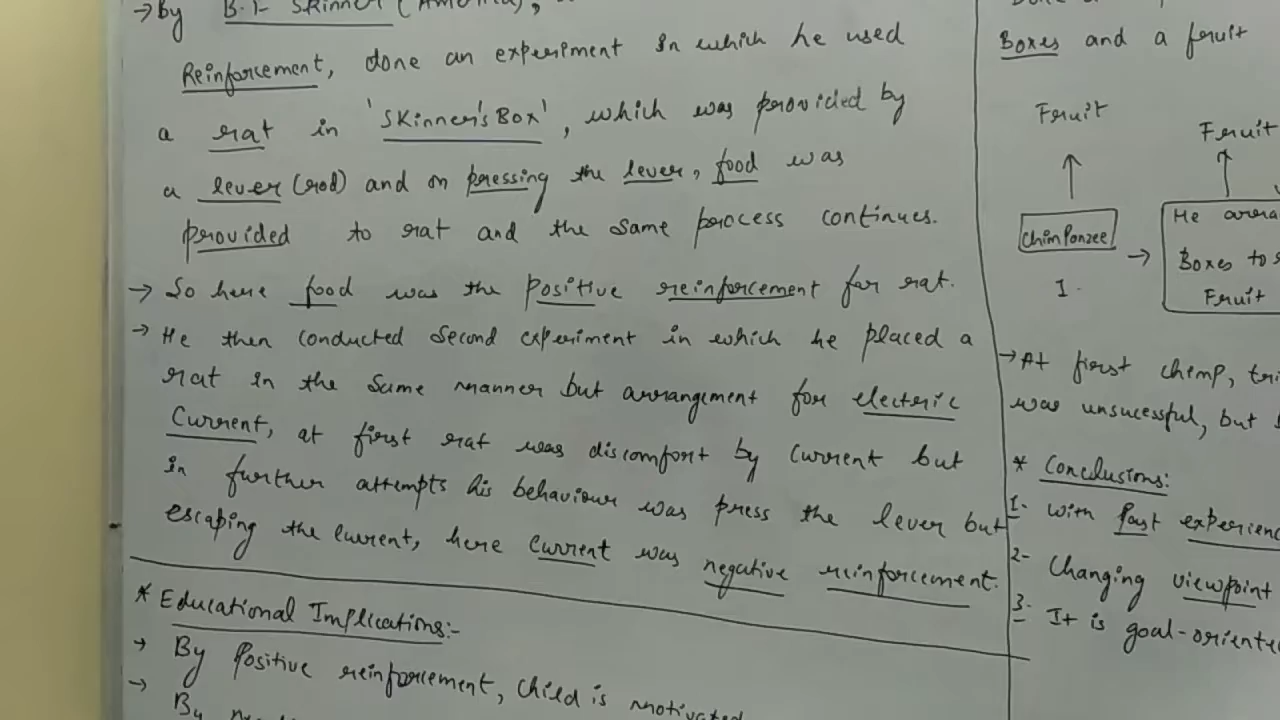 → By B.F Skinner (America),
Reinforcement, done an experiment in which he used
a rat in 'Skinner's Box', which was provided by
a lever (rod) and on pressing the lever, food was
provided to rat and the same process continues.
→ So here food was the positive reinforcement for rat.
→ He then conducted second experiment in which he placed a
rat in the same manner but arrangement for electric
current, at first rat was discomfort by current but
in further attempts his behaviour was press the lever but
escaping the current, here current was negative reinforcement.
* Educational Implications:-
→ By Positive reinforcement, child is motivated
→ By
Boxes and a fruit
Fruit
Fruit
Chimponzee →
He
Boxes to
Fruit
1.
→ At first chimp,
was unsucessful, but
* Conclusions:
1- with past
2- Changing viewpoint
3- It is